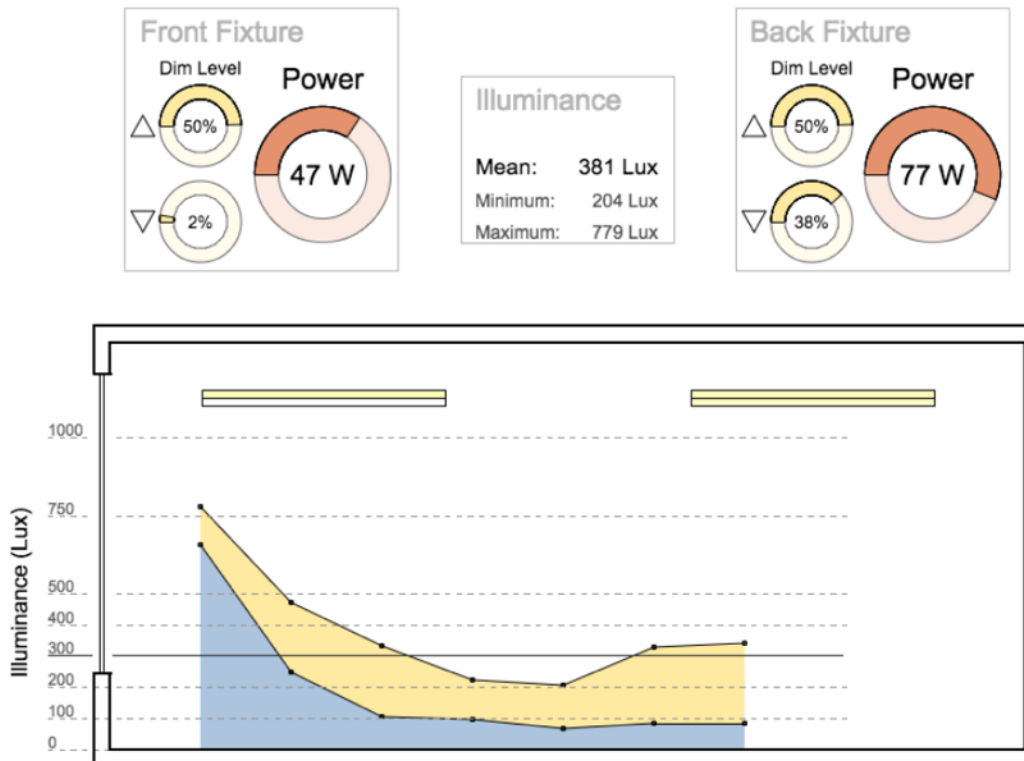 Front Fixture
Dim Level
Power
50%
47 W
2%
Illuminance
Mean: 381 Lux
Minimum: 204 Lux
Maximum: 779 Lux
Back Fixture
Dim Level
Power
50%
77 W
38%
Illuminance (Lux)
1000
750
500
400
300
200
100
0